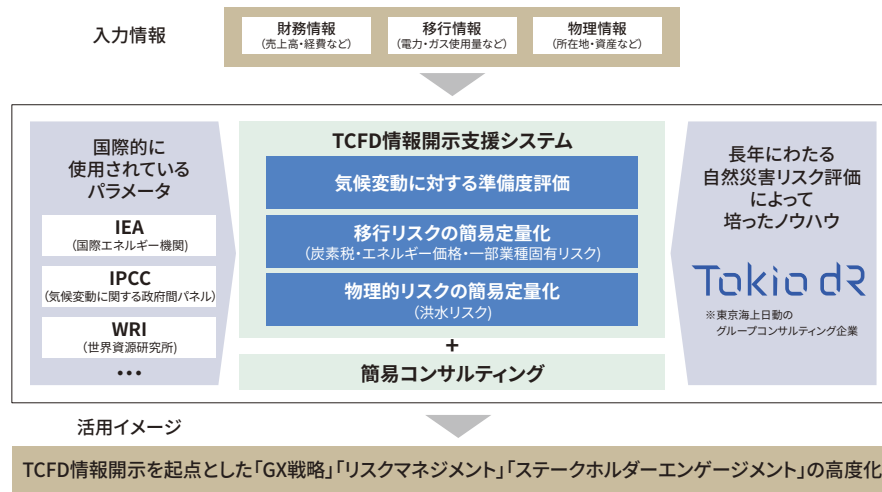 入力情報
財務情報
（売上高・経費など）
移行情報
（電力・ガス使用量など）
物理情報
（所在地・資産など）
国際的に
使用されている
パラメータ
IEA
(国際エネルギー機関)
IPCC
(気候変動に関する政府間パネル)
WRI
(世界資源研究所)
•••
TCFD情報開示支援システム
気候変動に対する準備度評価
移行リスクの簡易定量化
（炭素税・エネルギー価格・一部業種固有リスク）
物理的リスクの簡易定量化
（洪水リスク）
+
簡易コンサルティング
長年にわたる
自然災害リスク評価
によって
培ったノウハウ
Tokio dR
※東京海上日動の
グループコンサルティング企業
活用イメージ
TCFD情報開示を起点とした「GX戦略」「リスクマネジメント」「ステークホルダーエンゲージメント」の高度化